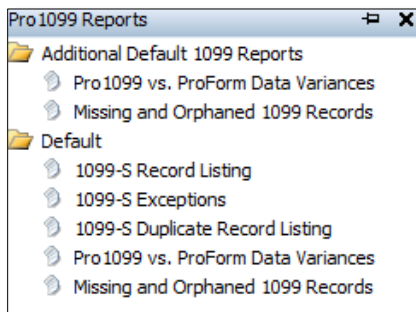 Pro1099 Reports
Additional Default 1099 Reports
Pro1099 vs. ProForm Data Variances
Missing and Orphaned 1099 Records
Default
1099-S Record Listing
1099-S Exceptions
1099-S Duplicate Record Listing
Pro1099 vs. ProForm Data Variances
Missing and Orphaned 1099 Records